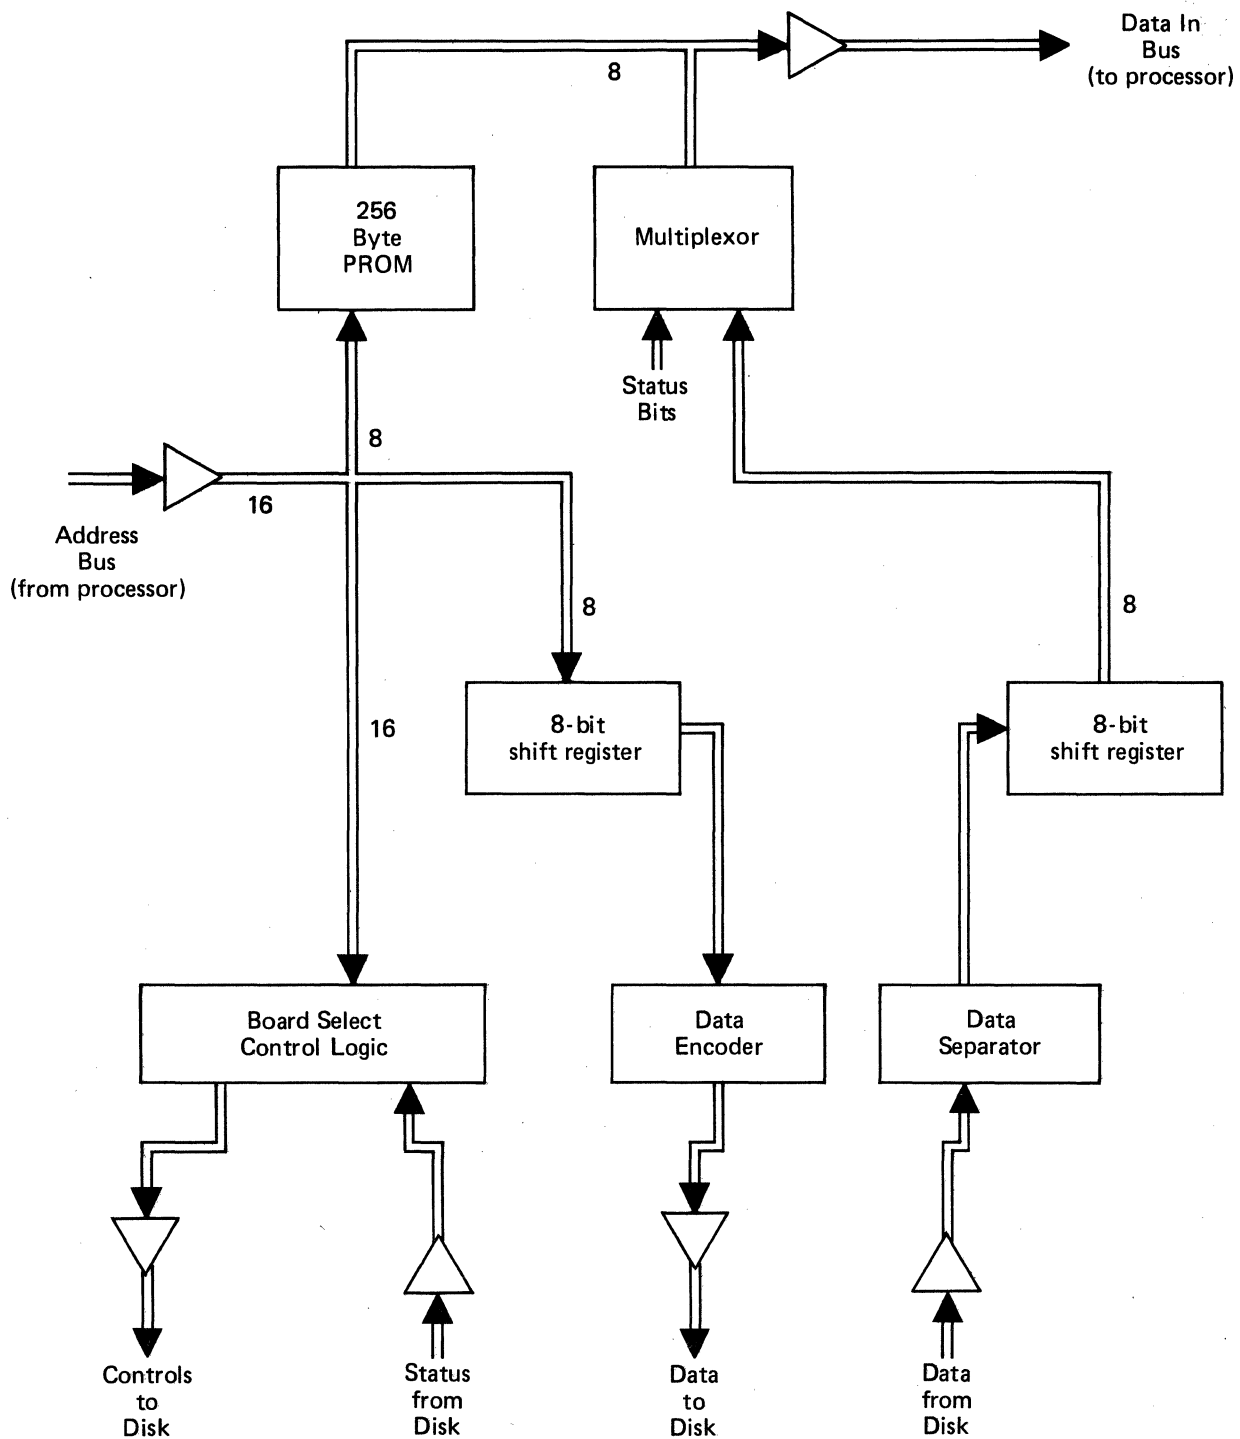 Data In
Bus
(to processor)
8
256
Byte
PROM
Multiplexor
Status
Bits
8
16
Address
Bus
(from processor)
8
8
16
8-bit
shift register
8-bit
shift register
Board Select
Control Logic
Data
Encoder
Data
Separator
Controls
to
Disk
Status
from
Disk
Data
to
Disk
Data
from
Disk